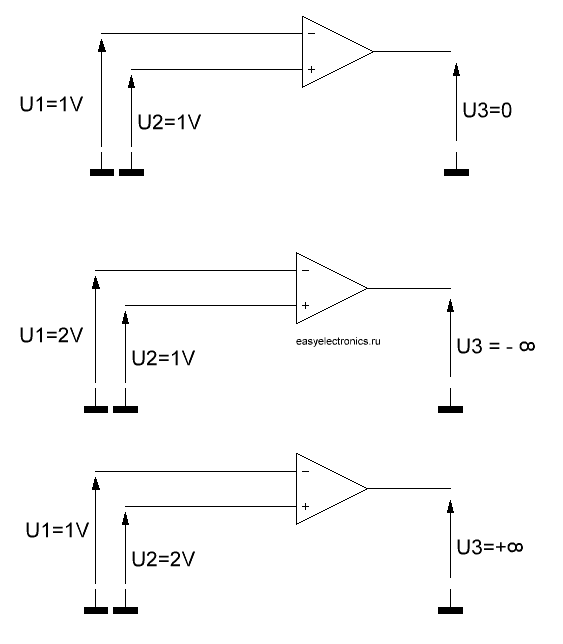 −
+
U1=1V
U2=1V
U3=0
−
+
easyelectronics.ru
U1=2V
U2=1V
U3 = - ∞
−
+
U1=1V
U2=2V
U3=+∞